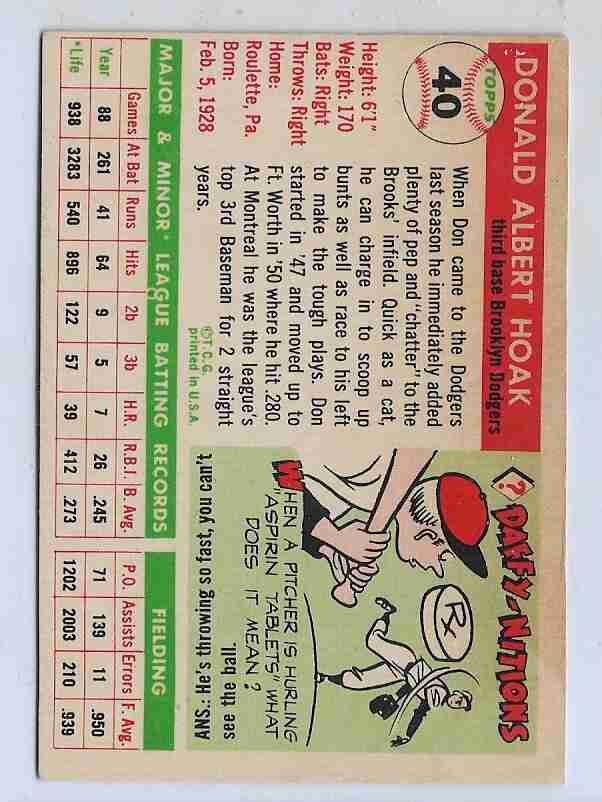 TOPPS
40
DONALD ALBERT HOAK
third base Brooklyn Dodgers
Height: 6'1"
Weight: 170
Bats: Right
Throws: Right
Home:
Roulette, Pa.
Born:
Feb. 5, 1928
When Don came to the Dodgers
last season he immediately added
plenty of pep and "chatter" to the
Brooks' infield. Quick as a cat,
he can charge in to scoop up
bunts as well as race to his left
to make the tough plays. Don
started in '47 and moved up to
Ft. Worth in '50 where he hit .280.
At Montreal he was the league's
top 3rd Baseman for 2 straight
years.
©T.C.G.
printed in U.S.A.
?
DAFFY-NITIONS
Rx
WHEN A PITCHER IS HURLING
"ASPIRIN TABLETS" WHAT
DOES IT MEAN?
ANS.: He's throwing so fast, you can't
see the ball.
MAJOR & MINOR* LEAGUE BATTING RECORDS
FIELDING
Games At Bat Runs Hits 2b 3b H.R. R.B.I. B. Avg. P.O. Assists Errors F. Avg.
Year 88 261 41 64 9 5 7 26 .245 71 139 11 .950
*Life 938 3283 540 896 122 57 39 412 .273 1202 2003 210 .939